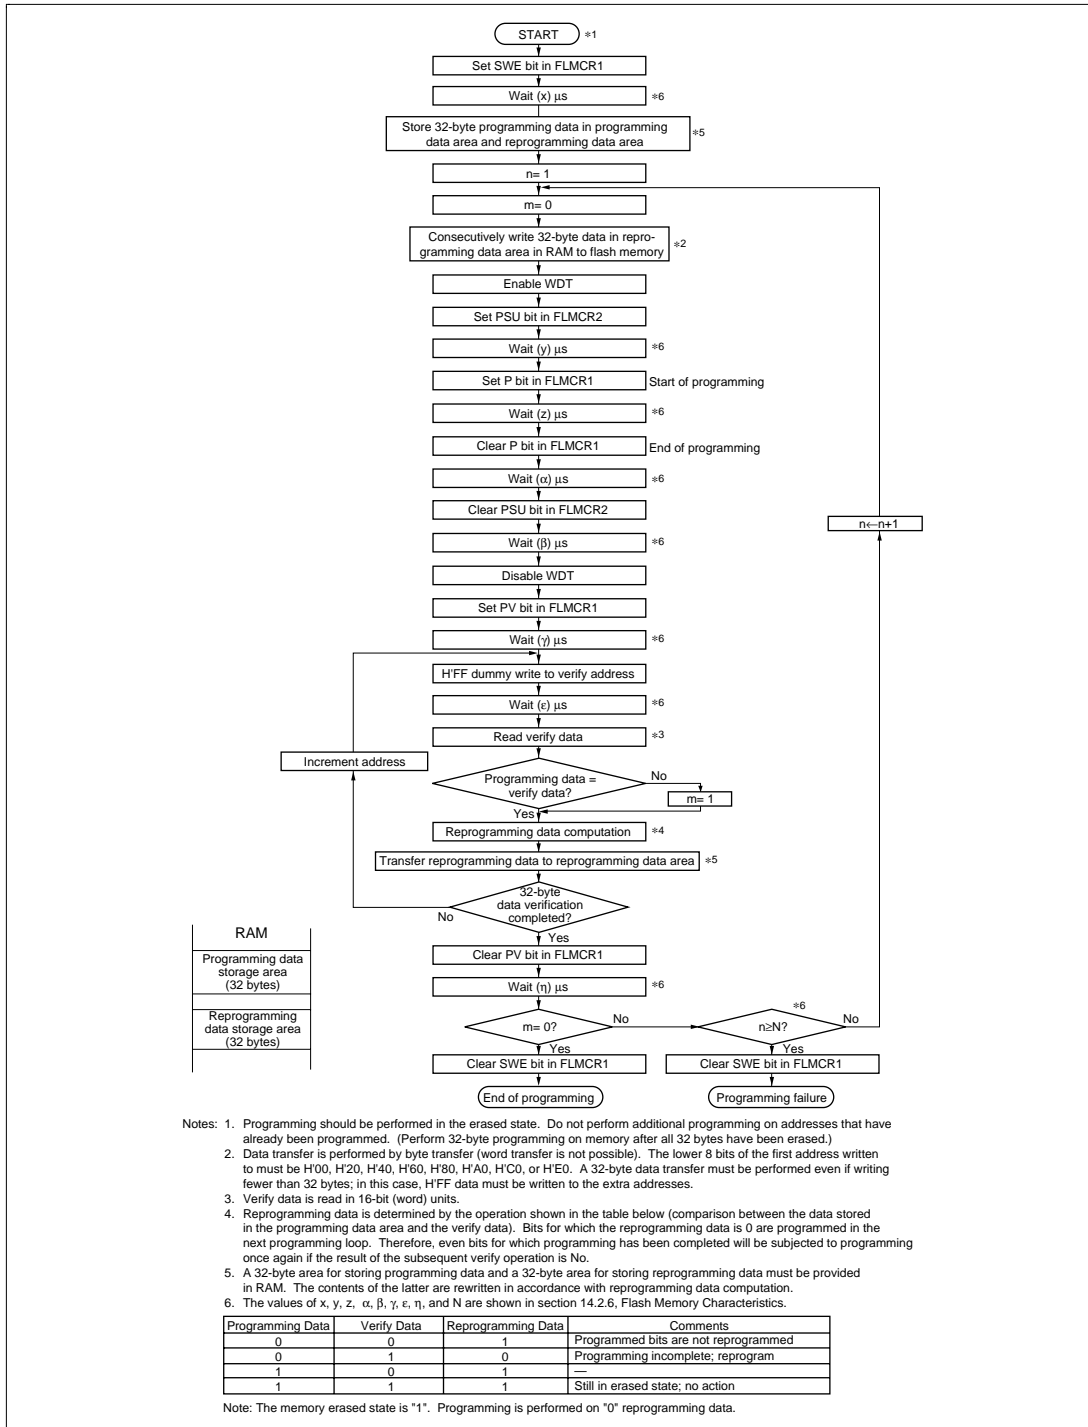 START *1
Set SWE bit in FLMCR1
Wait (x) μs *6
Store 32-byte programming data in programming
data area and reprogramming data area *5
n= 1
m= 0
Consecutively write 32-byte data in repro-
gramming data area in RAM to flash memory *2
Enable WDT
Set PSU bit in FLMCR2
Wait (y) μs *6
Set P bit in FLMCR1 Start of programming
Wait (z) μs *6
Clear P bit in FLMCR1 End of programming
Wait (α) μs *6
Clear PSU bit in FLMCR2
n←n+1
Wait (β) μs *6
Disable WDT
Set PV bit in FLMCR1
Wait (γ) μs *6
H'FF dummy write to verify address
Wait (ε) μs *6
Read verify data *3
Increment address
Programming data =
verify data?
No
m= 1
Yes
Reprogramming data computation *4
Transfer reprogramming data to reprogramming data area *5
32-byte
data verification
completed?
No
Yes
RAM
Programming data
storage area
(32 bytes)
Reprogramming
data storage area
(32 bytes)
Clear PV bit in FLMCR1
Wait (η) μs *6
m= 0?
No
*6
n≥N?
No
Yes
Yes
Clear SWE bit in FLMCR1
Clear SWE bit in FLMCR1
End of programming
Programming failure
Notes: 1. Programming should be performed in the erased state. Do not perform additional programming on addresses that have
already been programmed. (Perform 32-byte programming on memory after all 32 bytes have been erased.)
2. Data transfer is performed by byte transfer (word transfer is not possible). The lower 8 bits of the first address written
to must be H'00, H'20, H'40, H'60, H'80, H'A0, H'C0, or H'E0. A 32-byte data transfer must be performed even if writing
fewer than 32 bytes; in this case, H'FF data must be written to the extra addresses.
3. Verify data is read in 16-bit (word) units.
4. Reprogramming data is determined by the operation shown in the table below (comparison between the data stored
in the programming data area and the verify data). Bits for which the reprogramming data is 0 are programmed in the
next programming loop. Therefore, even bits for which programming has been completed will be subjected to programming
once again if the result of the subsequent verify operation is No.
5. A 32-byte area for storing programming data and a 32-byte area for storing reprogramming data must be provided
in RAM. The contents of the latter are rewritten in accordance with reprogramming data computation.
6. The values of x, y, z, α, β, γ, ε, η, and N are shown in section 14.2.6, Flash Memory Characteristics.
Programming Data Verify Data Reprogramming Data Comments
0 0 1 Programmed bits are not reprogrammed
0 1 0 Programming incomplete; reprogram
1 0 1 —
1 1 1 Still in erased state; no action
Note: The memory erased state is "1". Programming is performed on "0" reprogramming data.